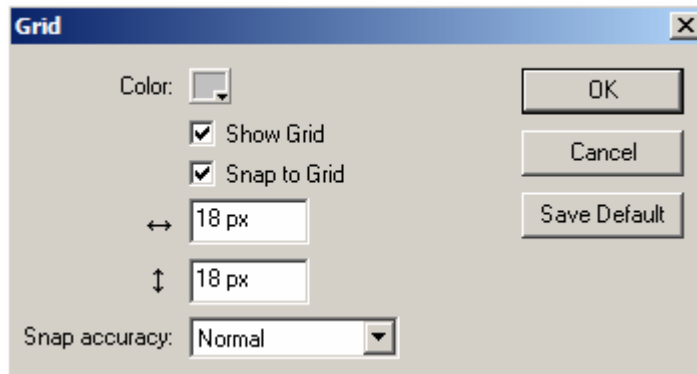 Grid
Color:
OK
Show Grid
Cancel
Snap to Grid
18 px
Save Default
18 px
Snap accuracy: Normal